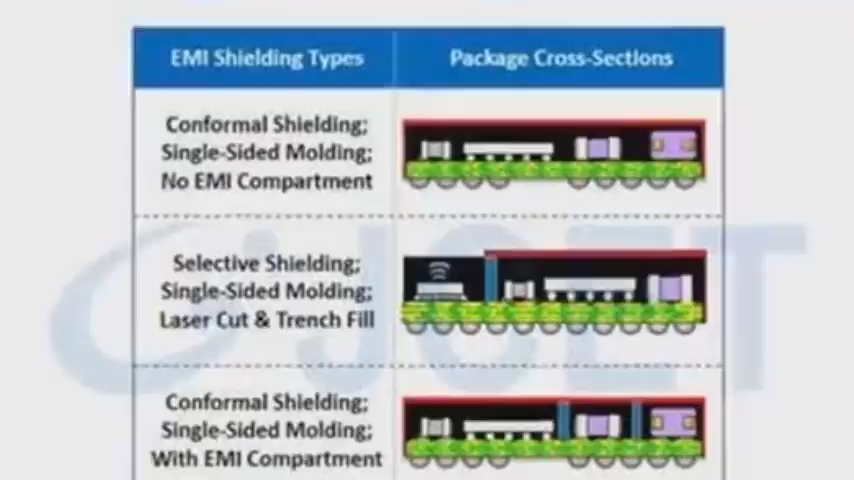 EMI Shielding Types
Package Cross-Sections
Conformal Shielding;
Single-Sided Molding;
No EMI Compartment
Selective Shielding;
Single-Sided Molding;
Laser Cut & Trench Fill
Conformal Shielding;
Single-Sided Molding;
With EMI Compartment
JCET